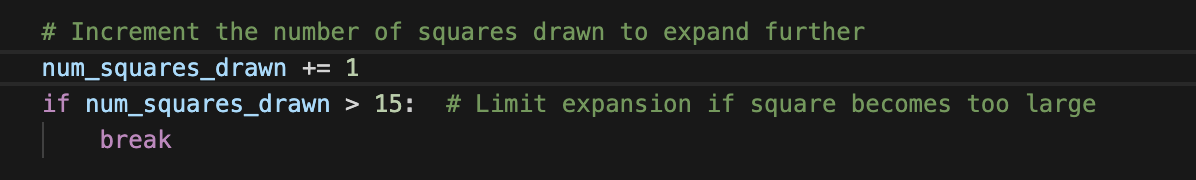 # Increment the number of squares drawn to expand further
num_squares_drawn += 1
if num_squares_drawn > 15:  # Limit expansion if square becomes too large
    break